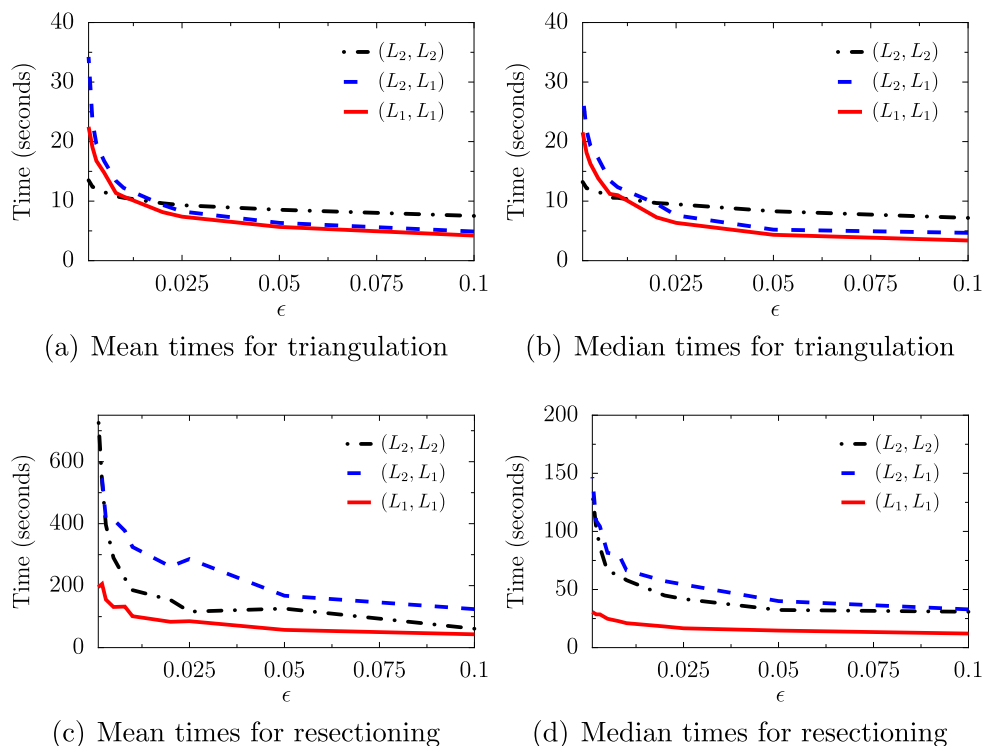 40
30
20
10
0
Time (seconds)
(L₂, L₂)
(L₂, L₁)
(L₁, L₁)
0.025 0.05 0.075 0.1
ϵ
(a) Mean times for triangulation
40
30
20
10
0
Time (seconds)
(L₂, L₂)
(L₂, L₁)
(L₁, L₁)
0.025 0.05 0.075 0.1
ϵ
(b) Median times for triangulation
600
400
200
0
Time (seconds)
(L₂, L₂)
(L₂, L₁)
(L₁, L₁)
0.025 0.05 0.075 0.1
ϵ
(c) Mean times for resectioning
200
150
100
50
0
Time (seconds)
(L₂, L₂)
(L₂, L₁)
(L₁, L₁)
0.025 0.05 0.075 0.1
ϵ
(d) Median times for resectioning